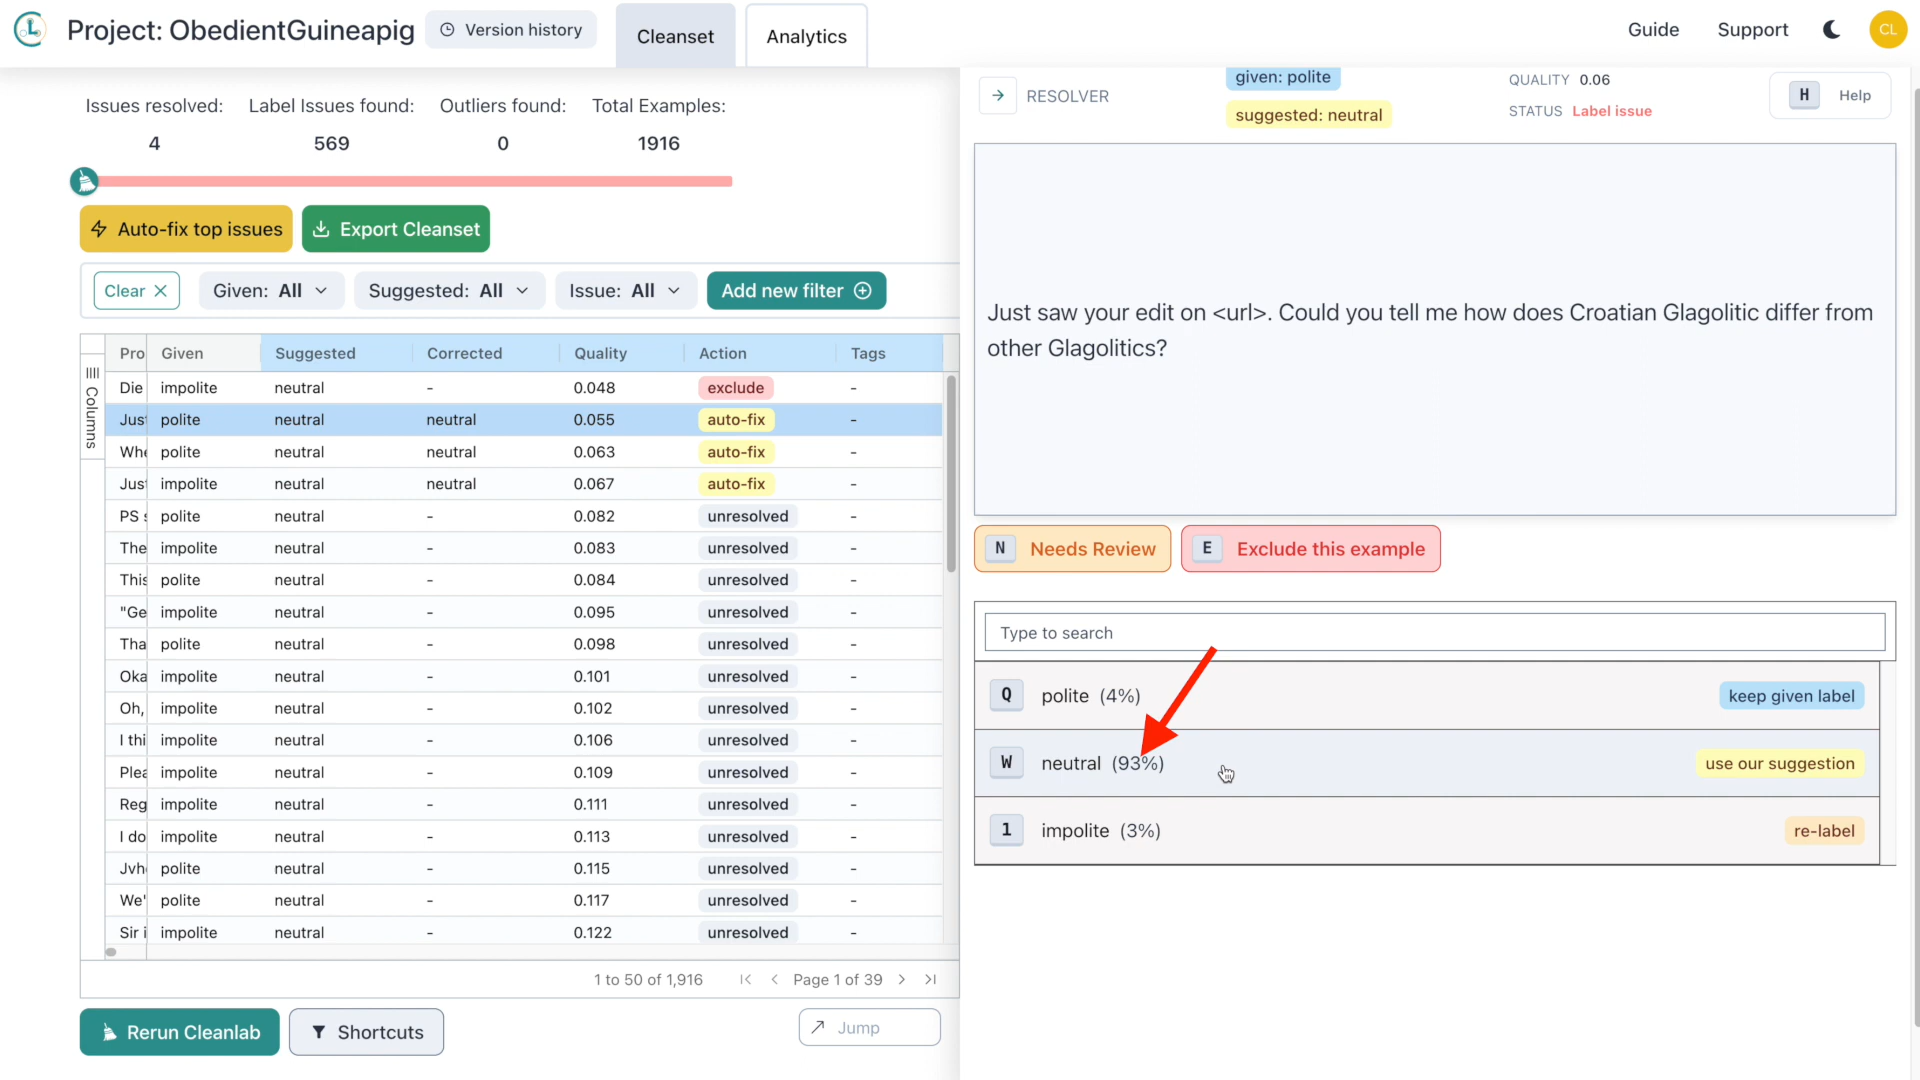 Project: ObedientGuineapig
Version history
Cleanset
Analytics
Guide
Support
CL
Issues resolved: Label Issues found: Outliers found: Total Examples:
4 569 0 1916
Auto-fix top issues
Export Cleanset
Clear
Given: All
Suggested: All
Issue: All
Add new filter
Columns
Pro Given Suggested Corrected Quality Action Tags
Die impolite neutral - 0.048 exclude -
Jus polite neutral neutral 0.055 auto-fix -
Whe polite neutral neutral 0.063 auto-fix -
Jus impolite neutral neutral 0.067 auto-fix -
PS s polite neutral - 0.082 unresolved -
The impolite neutral - 0.083 unresolved -
This polite neutral - 0.084 unresolved -
"Ge impolite neutral - 0.095 unresolved -
Tha polite neutral - 0.098 unresolved -
Oka impolite neutral - 0.101 unresolved -
Oh, impolite neutral - 0.102 unresolved -
I thi impolite neutral - 0.106 unresolved -
Plea impolite neutral - 0.109 unresolved -
Reg impolite neutral - 0.111 unresolved -
I do impolite neutral - 0.113 unresolved -
Jvh polite neutral - 0.115 unresolved -
We' polite neutral - 0.117 unresolved -
Sir i impolite neutral - 0.122 unresolved -
1 to 50 of 1,916
Page 1 of 39
Rerun Cleanlab
Shortcuts
Jump
RESOLVER
given: polite
suggested: neutral
QUALITY 0.06
STATUS Label issue
H Help
Just saw your edit on <url>. Could you tell me how does Croatian Glagolitic differ from
other Glagolitics?
N Needs Review
E Exclude this example
Type to search
Q polite (4%) keep given label
W neutral (93%) use our suggestion
1 impolite (3%) re-label